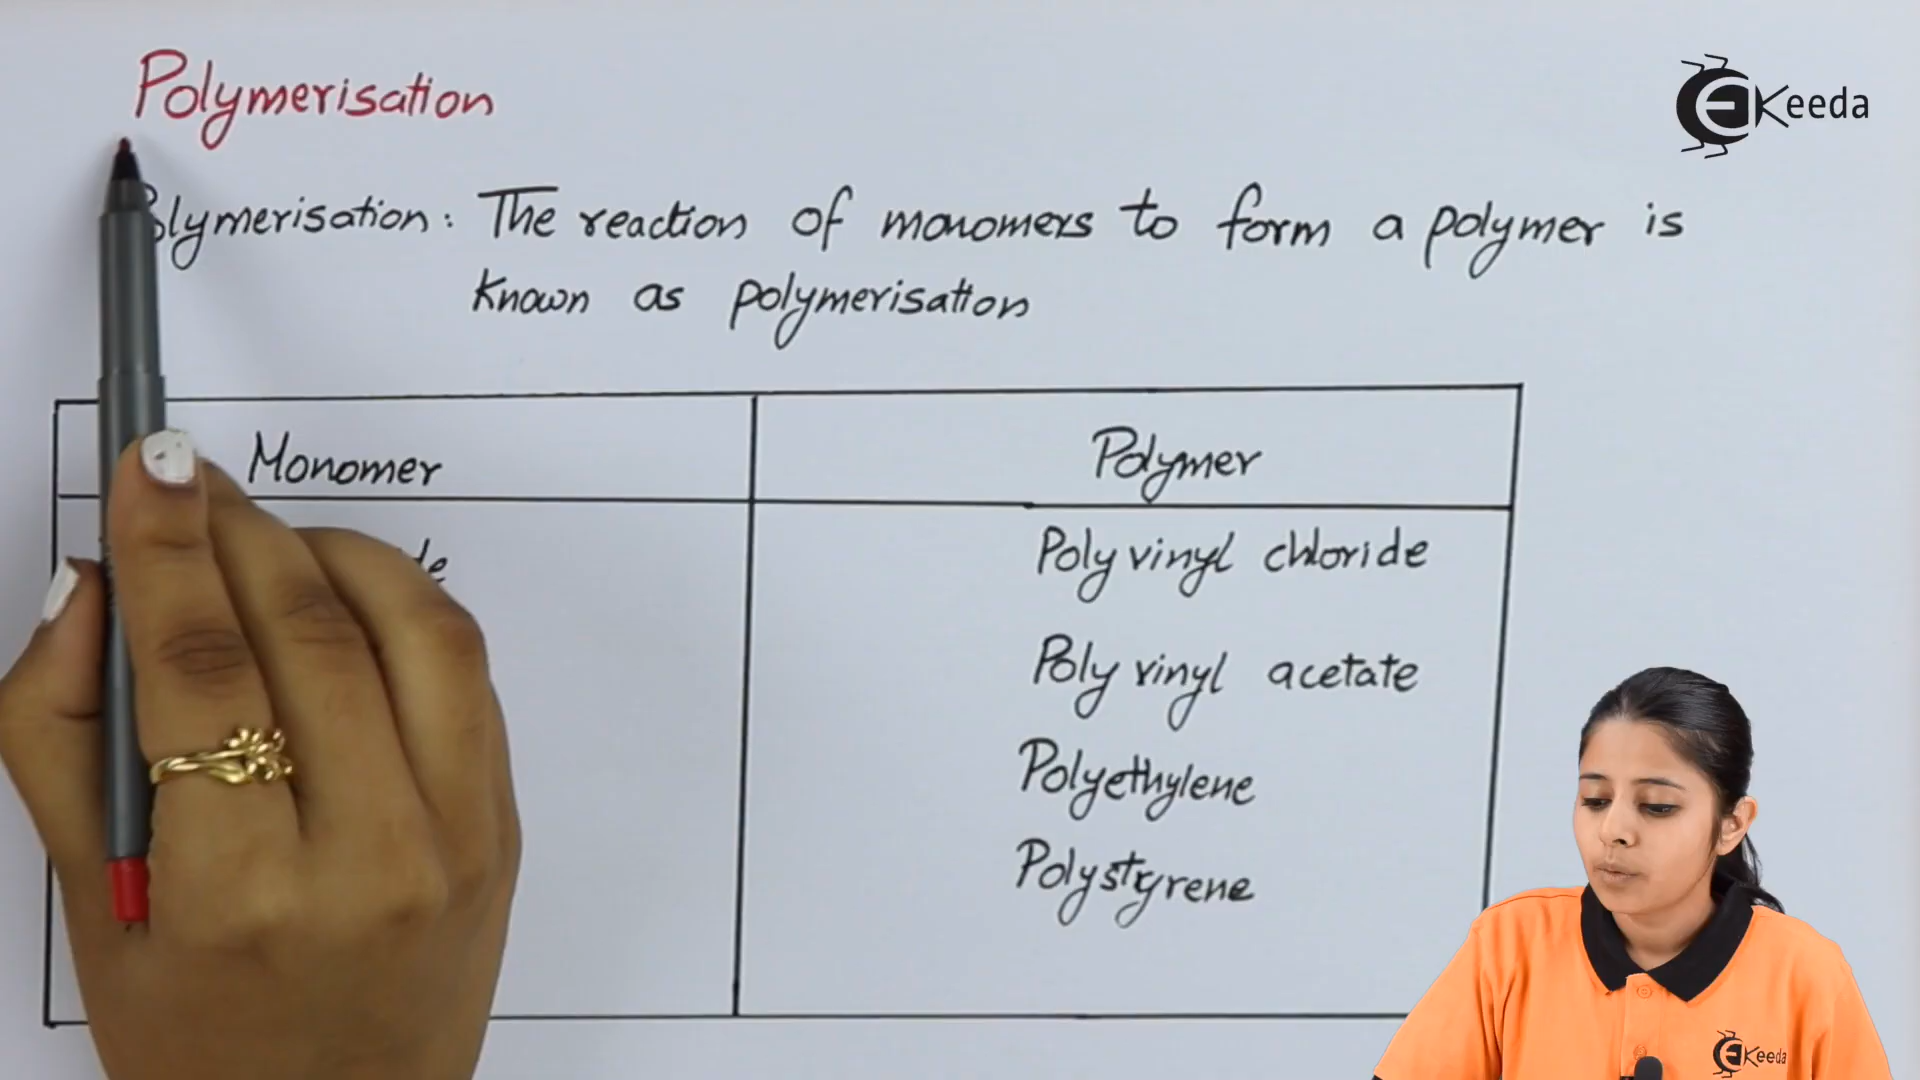 Polymerisation
Keeda
Polymerisation: The reaction of monomers to form a polymer is
known as polymerisation
Monomer
Polymer
Poly vinyl chloride
Poly vinyl acetate
Polyethylene
Polystyrene
Keeda